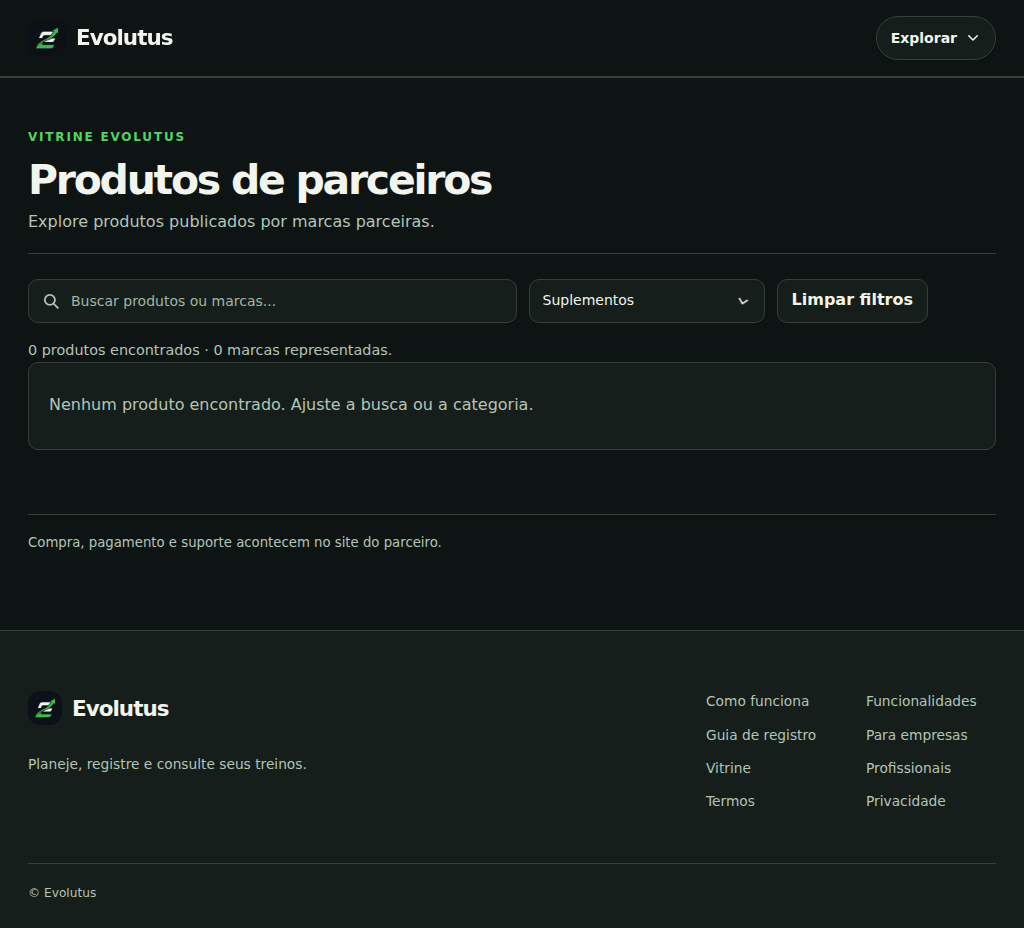 Evolutus
Explorar
VITRINE EVOLUTUS
Produtos de parceiros
Explore produtos publicados por marcas parceiras.
Buscar produtos ou marcas...
Suplementos
Limpar filtros
0 produtos encontrados · 0 marcas representadas.
Nenhum produto encontrado. Ajuste a busca ou a categoria.
Compra, pagamento e suporte acontecem no site do parceiro.
Evolutus
Planeje, registre e consulte seus treinos.
Como funciona
Funcionalidades
Guia de registro
Para empresas
Vitrine
Profissionais
Termos
Privacidade
© Evolutus